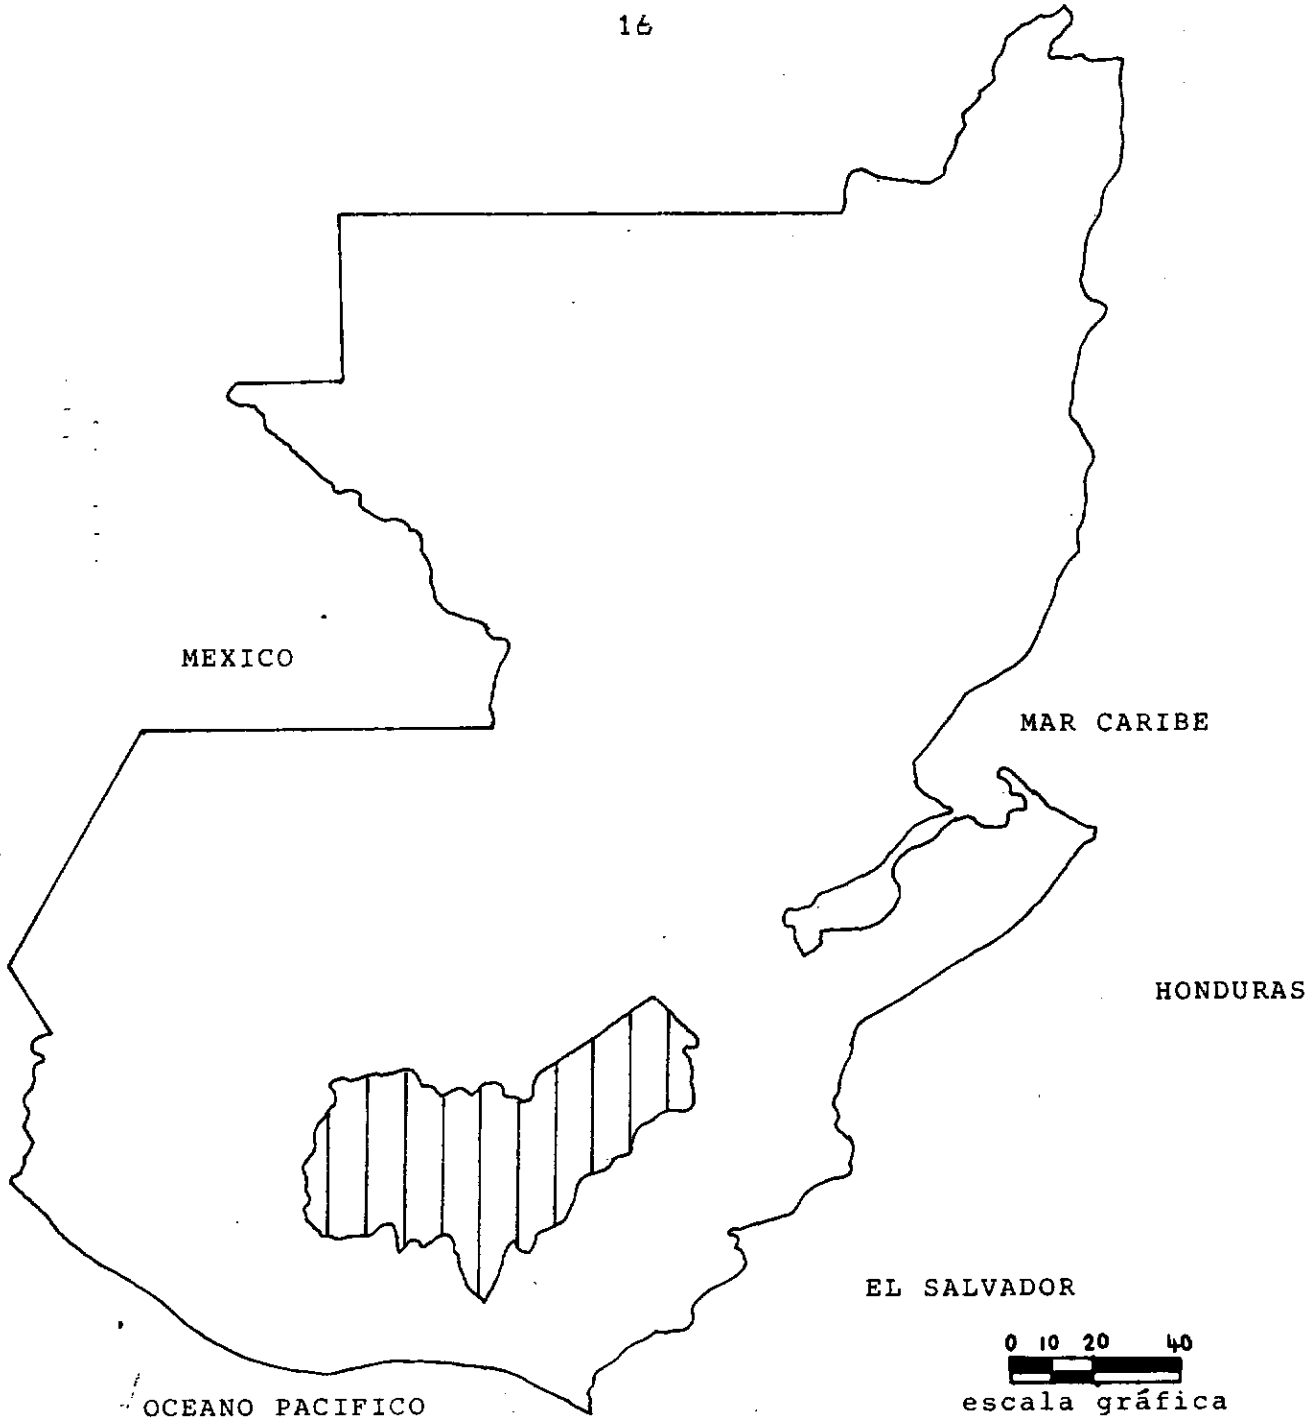 16
MEXICO
MAR CARIBE
HONDURAS
EL SALVADOR
0 10 20 40
escala gráfica
OCEANO PACIFICO